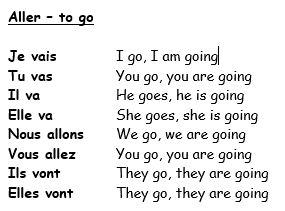 Aller – to go
Je vais I go, I am going
Tu vas You go, you are going
Il va He goes, he is going
Elle va She goes, she is going
Nous allons We go, we are going
Vous allez You go, you are going
Ils vont They go, they are going
Elles vont They go, they are going